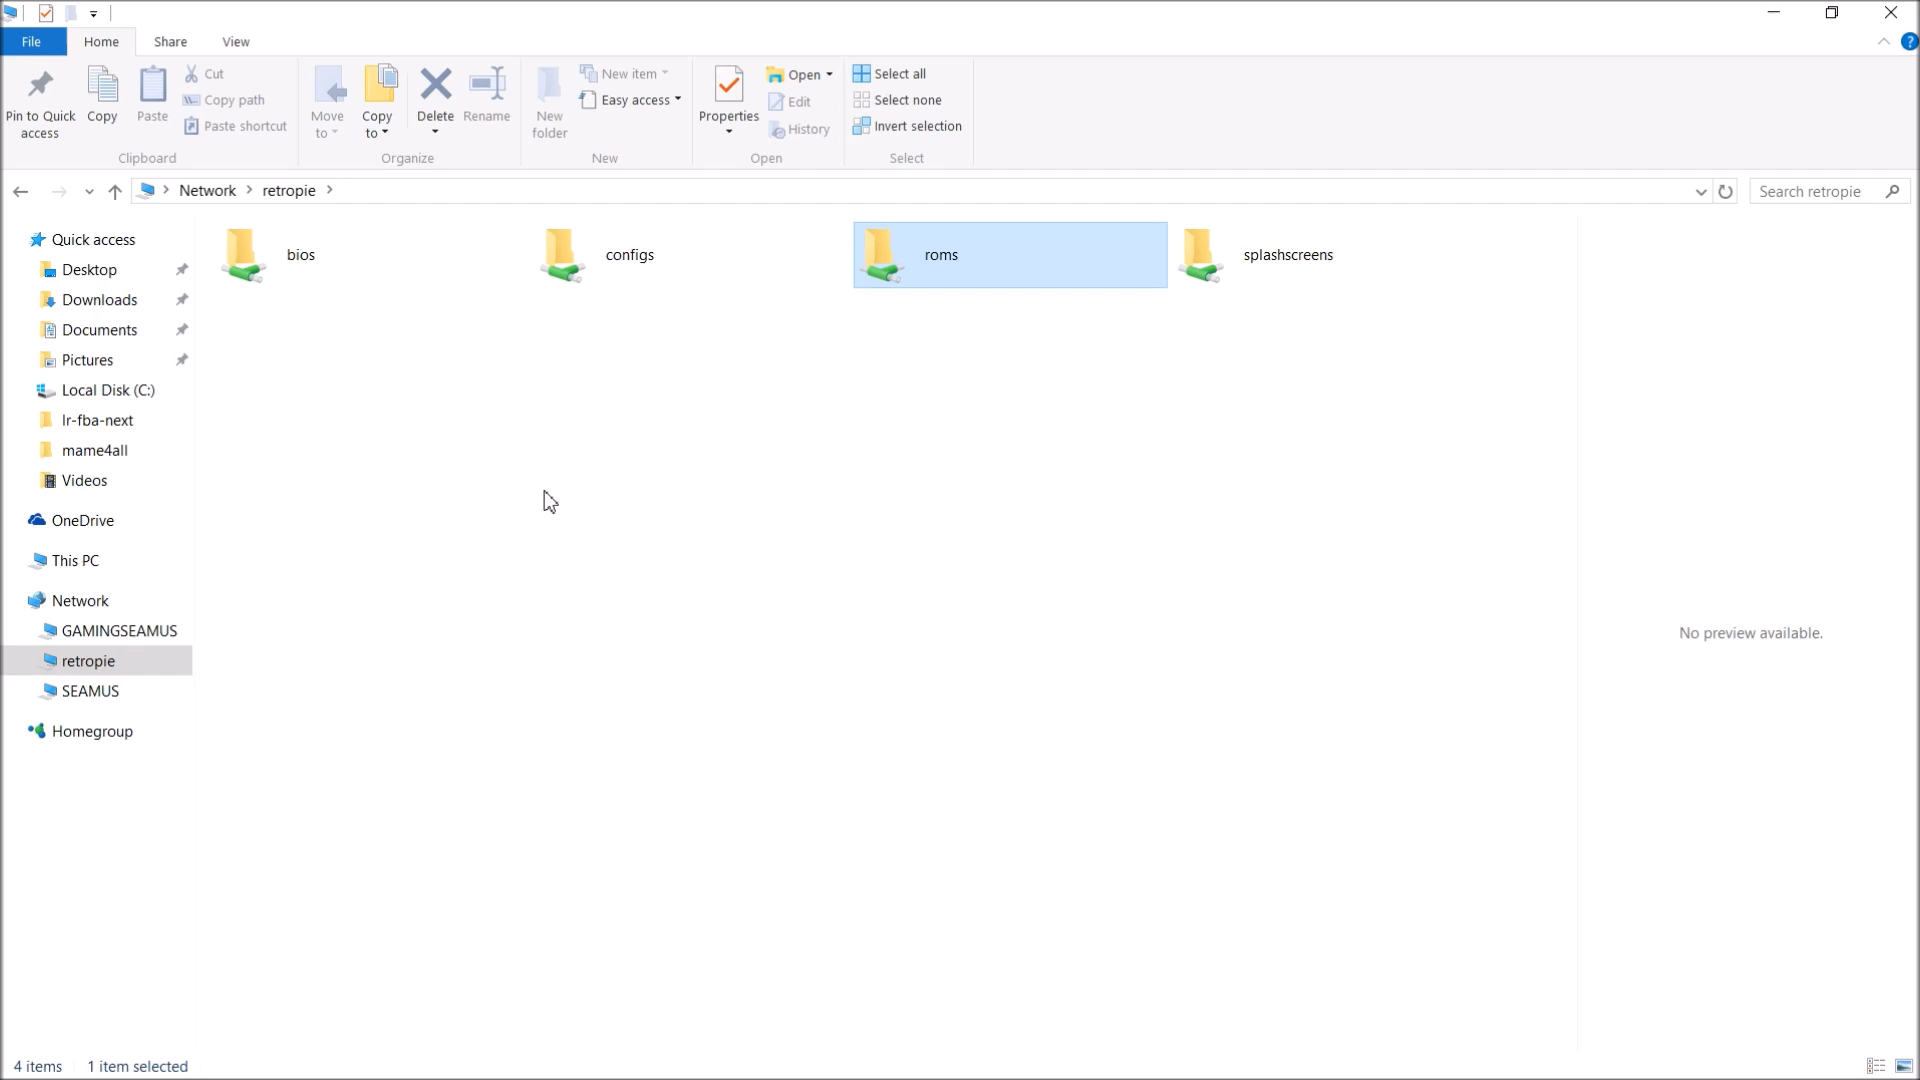 File Home Share View
Pin to Quick access
Copy
Paste
Cut
Copy path
Paste shortcut
Clipboard
Move to
Copy to
Delete
Rename
Organize
New folder
New item
Easy access
New
Properties
Open
Edit
History
Open
Select all
Select none
Invert selection
Select
Network retropie
Search retropie
Quick access
Desktop
Downloads
Documents
Pictures
Local Disk (C:)
lr-fba-next
mame4all
Videos
OneDrive
This PC
Network
GAMINGSEAMUS
retropie
SEAMUS
Homegroup
bios configs roms splashscreens
No preview available.
4 items 1 item selected